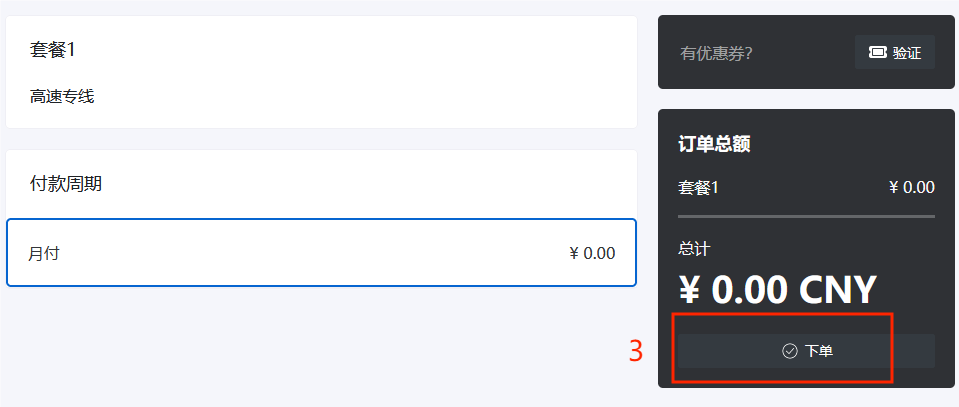 套餐1
高速专线
付款周期
月付 ¥ 0.00
有优惠券?
验证
订单总额
套餐1 ¥ 0.00
总计
¥ 0.00 CNY
3
下单